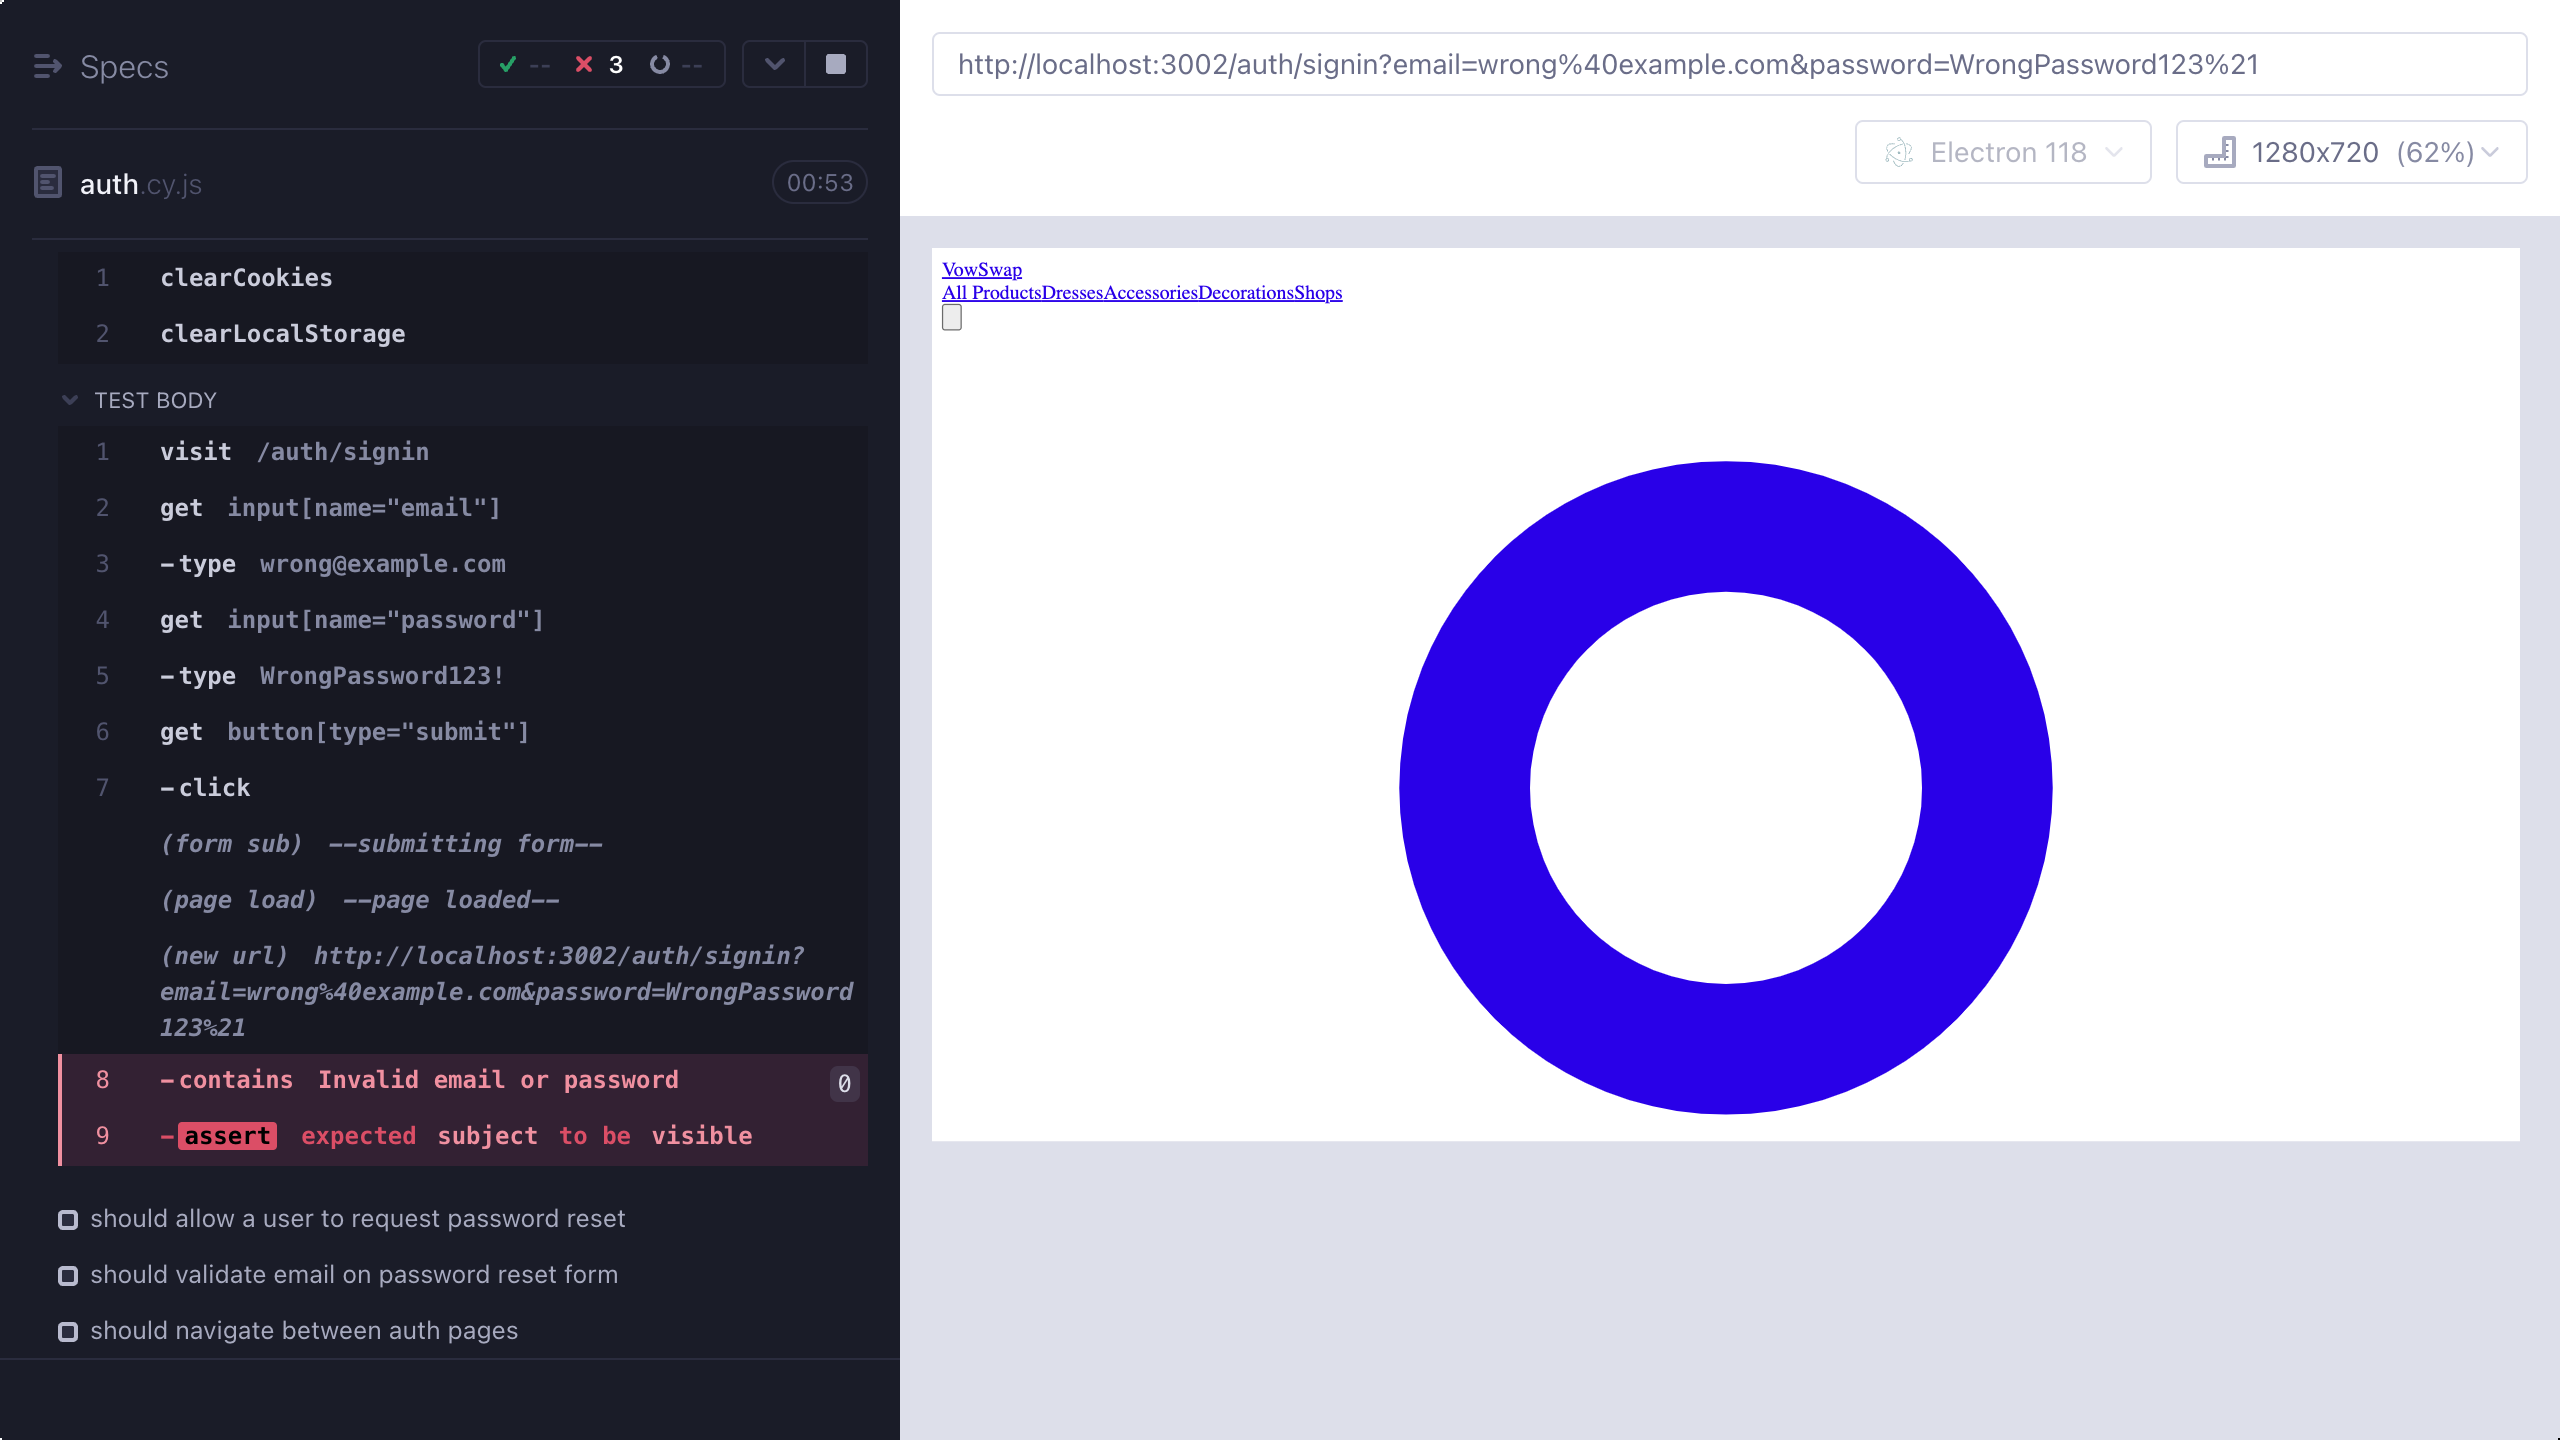 Specs
-- 3 --
auth.cy.js
00:53
1 clearCookies
2 clearLocalStorage
TEST BODY
1 visit /auth/signin
2 get input[name="email"]
3 -type wrong@example.com
4 get input[name="password"]
5 -type WrongPassword123!
6 get button[type="submit"]
7 -click
(form sub) --submitting form--
(page load) --page loaded--
(new url) http://localhost:3002/auth/signin?
email=wrong%40example.com&password=WrongPassword
123%21
8 -contains Invalid email or password 0
9 -assert expected subject to be visible
should allow a user to request password reset
should validate email on password reset form
should navigate between auth pages
http://localhost:3002/auth/signin?email=wrong%40example.com&password=WrongPassword123%21
Electron 118
1280x720 (62%)
VowSwap
All ProductsDressesAccessoriesDecorationsShops